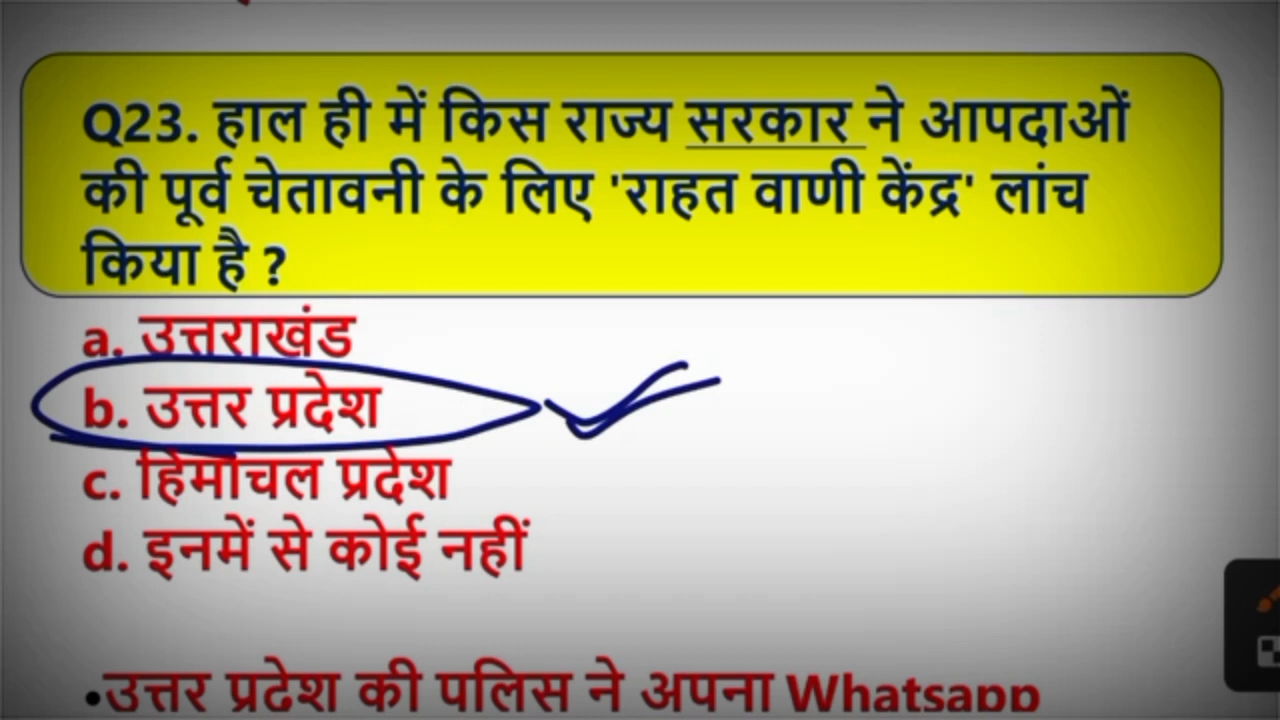 Q23. हाल ही में किस राज्य सरकार ने आपदाओं
की पूर्व चेतावनी के लिए 'राहत वाणी केंद्र' लांच
किया है ?
a. उत्तराखंड
b. उत्तर प्रदेश
c. हिमाचल प्रदेश
d. इनमें से कोई नहीं
•उत्तर प्रदेश की पुलिस ने अपना Whatsapp